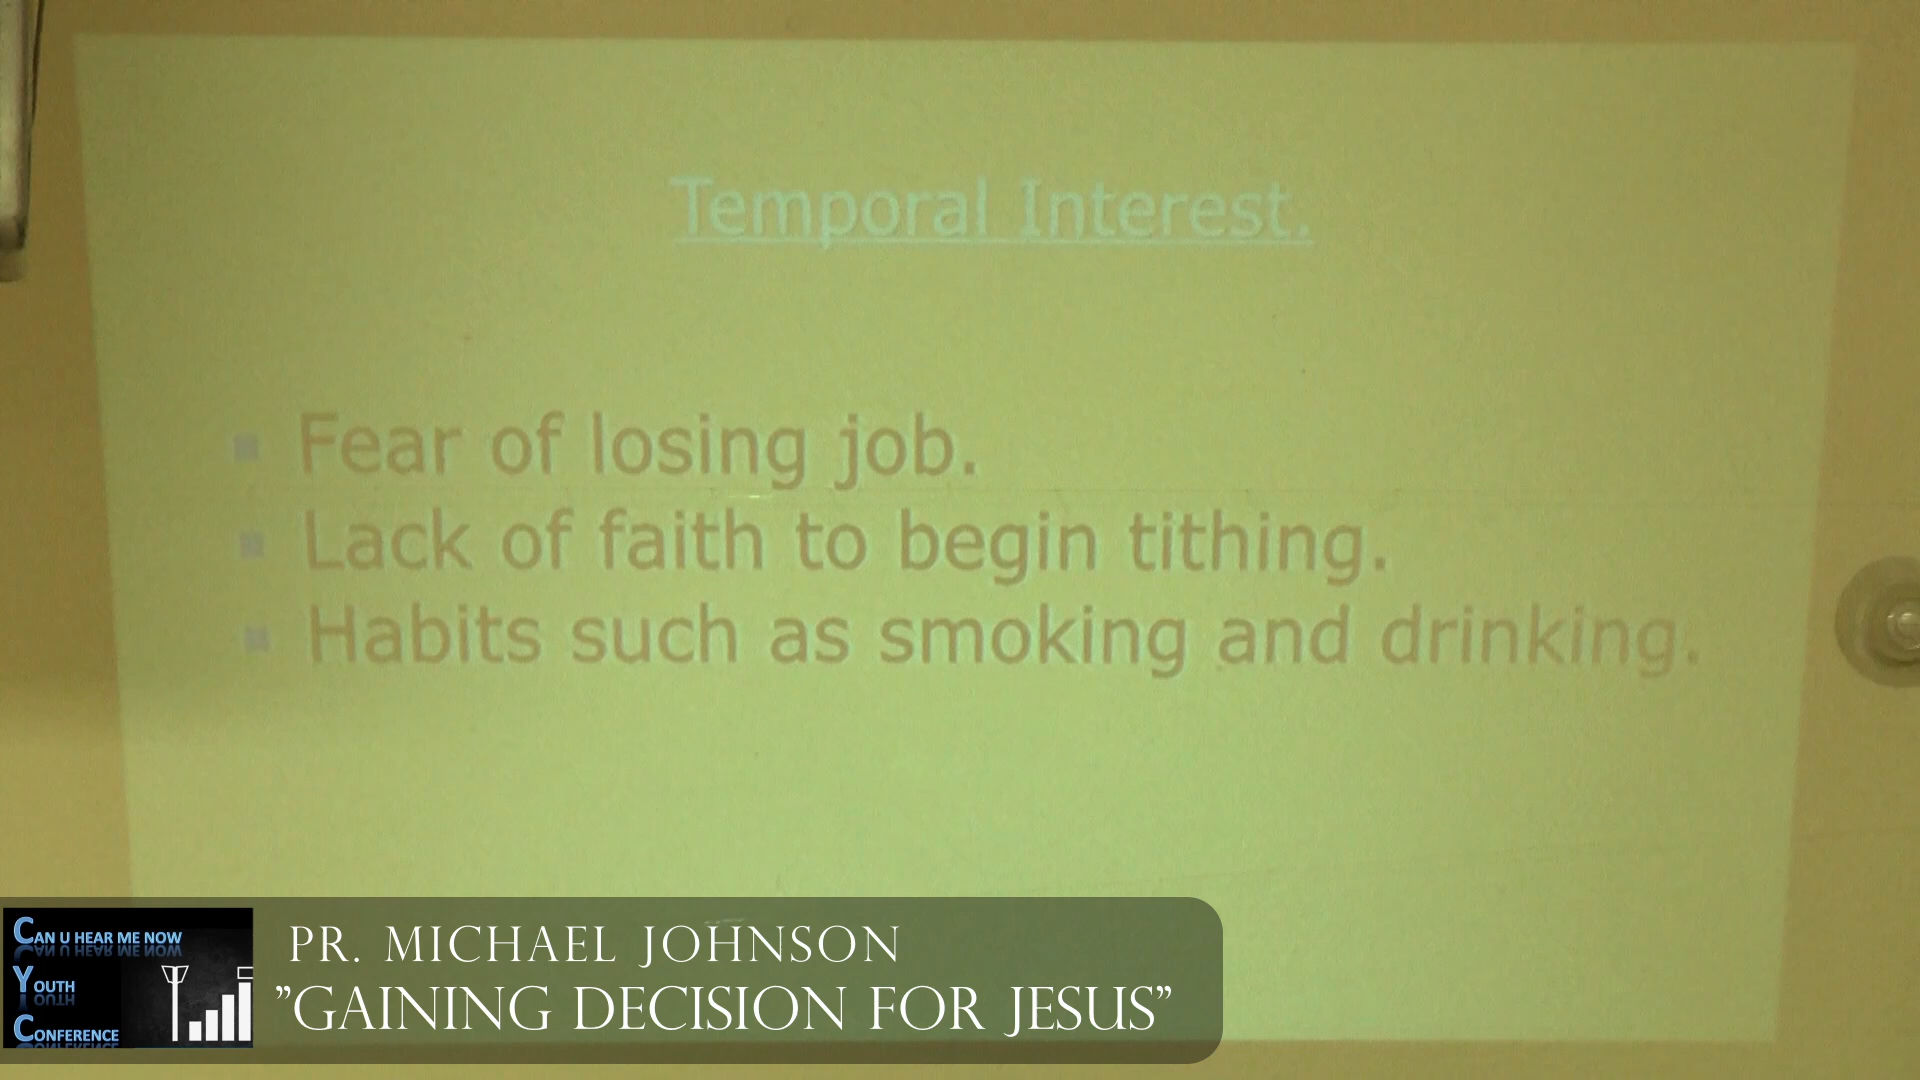 Temporal Interest.
Fear of losing job.
Lack of faith to begin tithing.
Habits such as smoking and drinking.
CAN U HEAR ME NOW
YOUTH
CONFERENCE
PR. MICHAEL JOHNSON
"GAINING DECISION FOR JESUS"